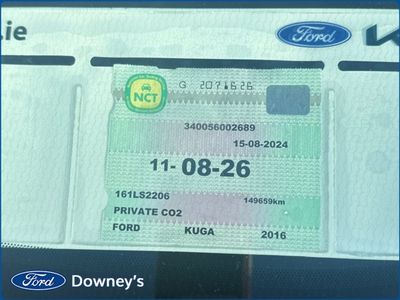 .ie
Ford
NCT
G 2071626
340056002689
15-08-2024
11- 08-26
161LS2206 149659km
PRIVATE CO2
FORD KUGA 2016
Ford Downey's